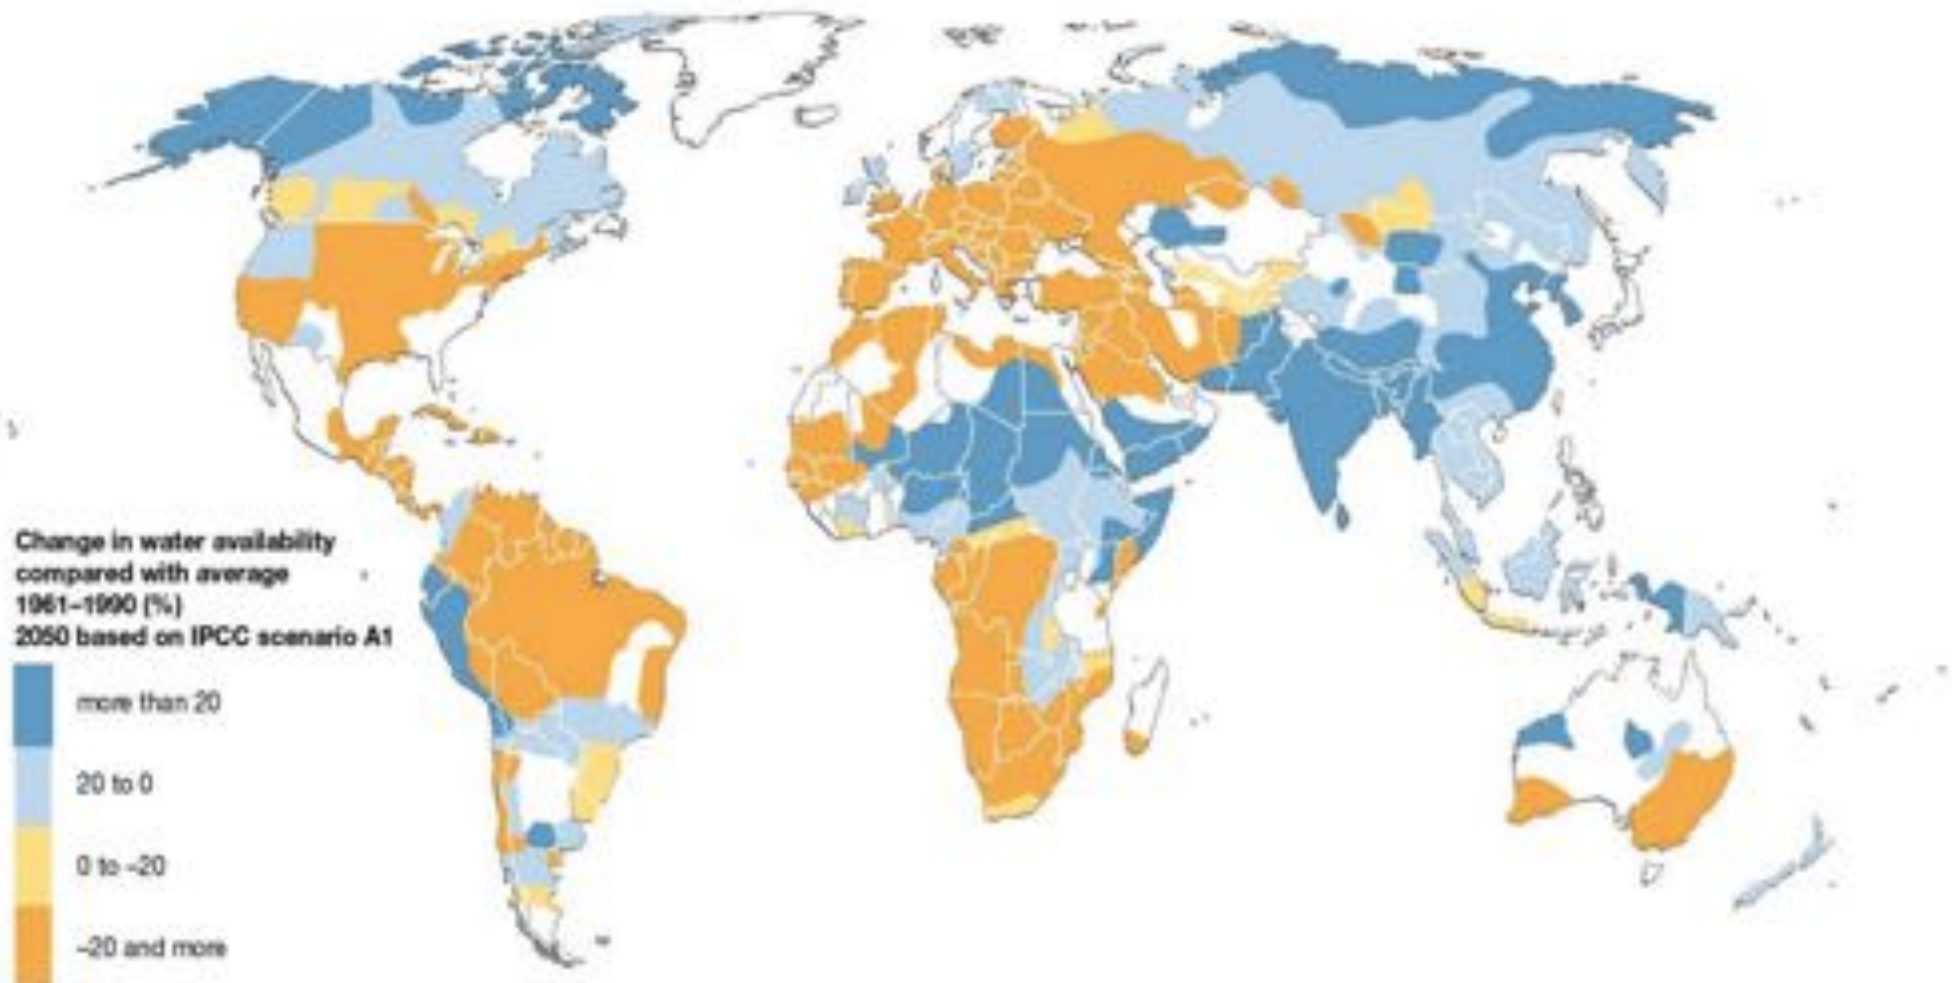 Change in water availability
compared with average
1961–1990 (%)
2050 based on IPCC scenario A1
more than 20
20 to 0
0 to –20
–20 and more